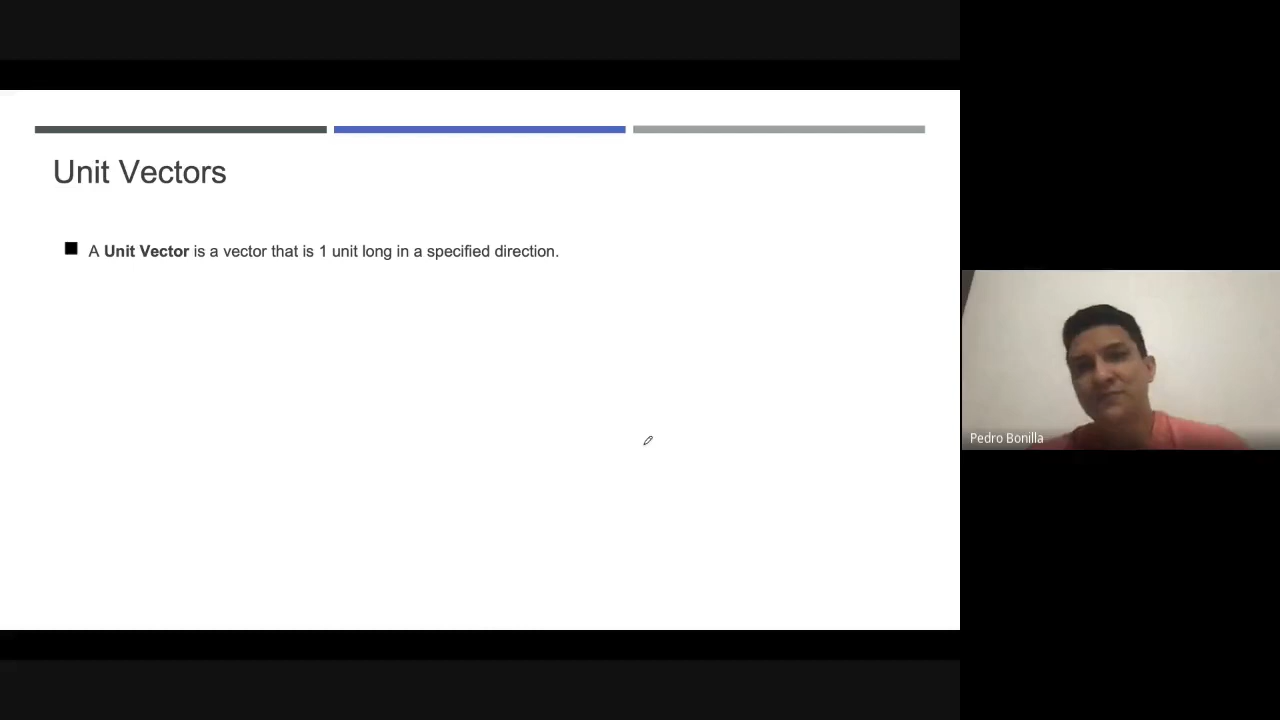 Unit Vectors
A Unit Vector is a vector that is 1 unit long in a specified direction.
Pedro Bonilla